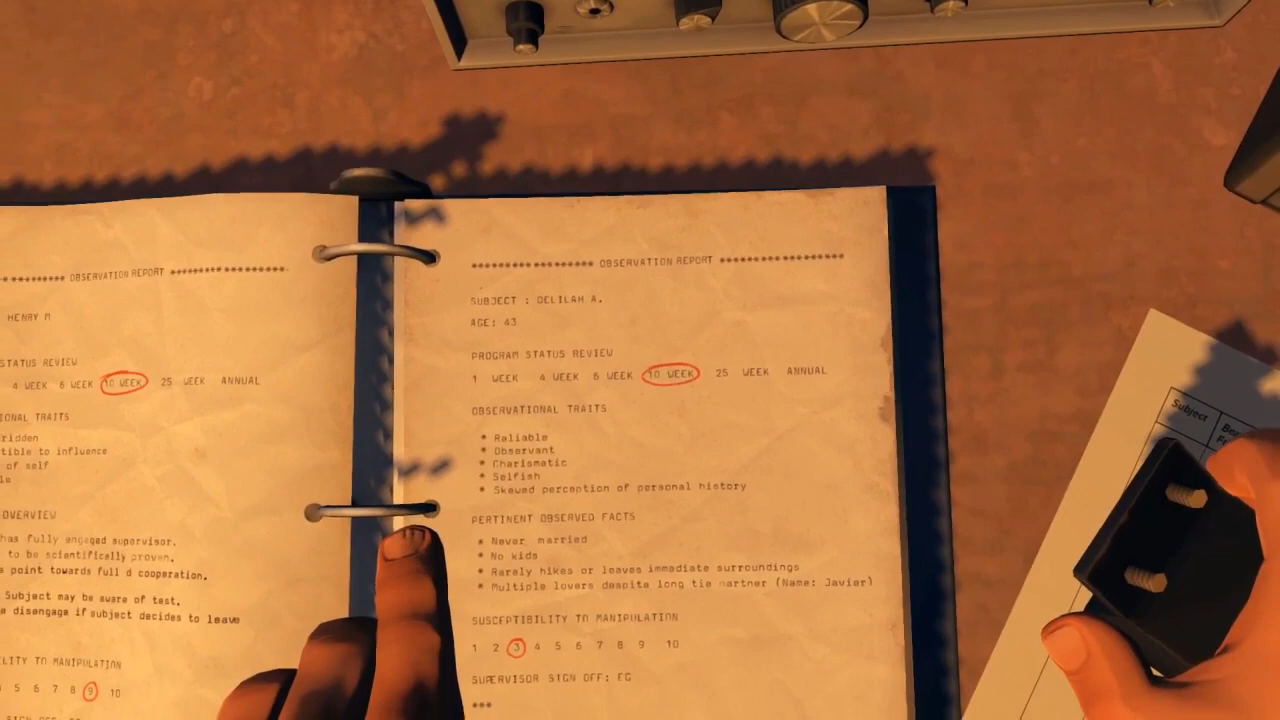 ********* OBSERVATION REPORT *****************
HENRY M
STATUS REVIEW
4 WEEK 6 WEEK 10 WEEK 25 WEEK ANNUAL
IONAL TRAITS
ridden
tible to influence
of self
OVERVIEW
has fully engaged supervisor.
to be scientifically proven.
s point towards full d cooperation.
Subject may be aware of test.
e disengage if subject decides to leave
ILITY TO MANIPULATION
5 6 7 8 9 10
SIGN OFF:
****************** OBSERVATION REPORT ******************
SUBJECT : DELILAH A.
AGE: 43
PROGRAM STATUS REVIEW
1 WEEK 4 WEEK 6 WEEK 10 WEEK 25 WEEK ANNUAL
OBSERVATIONAL TRAITS
* Reliable
* Observant
* Charismatic
* Selfish
* Skewed perception of personal history
PERTINENT OBSERVED FACTS
* Never married
* No kids
* Rarely hikes or leaves immediate surroundings
* Multiple lovers despite long tie partner (Name: Javier)
SUSCEPTIBILITY TO MANIPULATION
1 2 3 4 5 6 7 8 9 10
SUPERVISOR SIGN OFF: EG
***
Subject